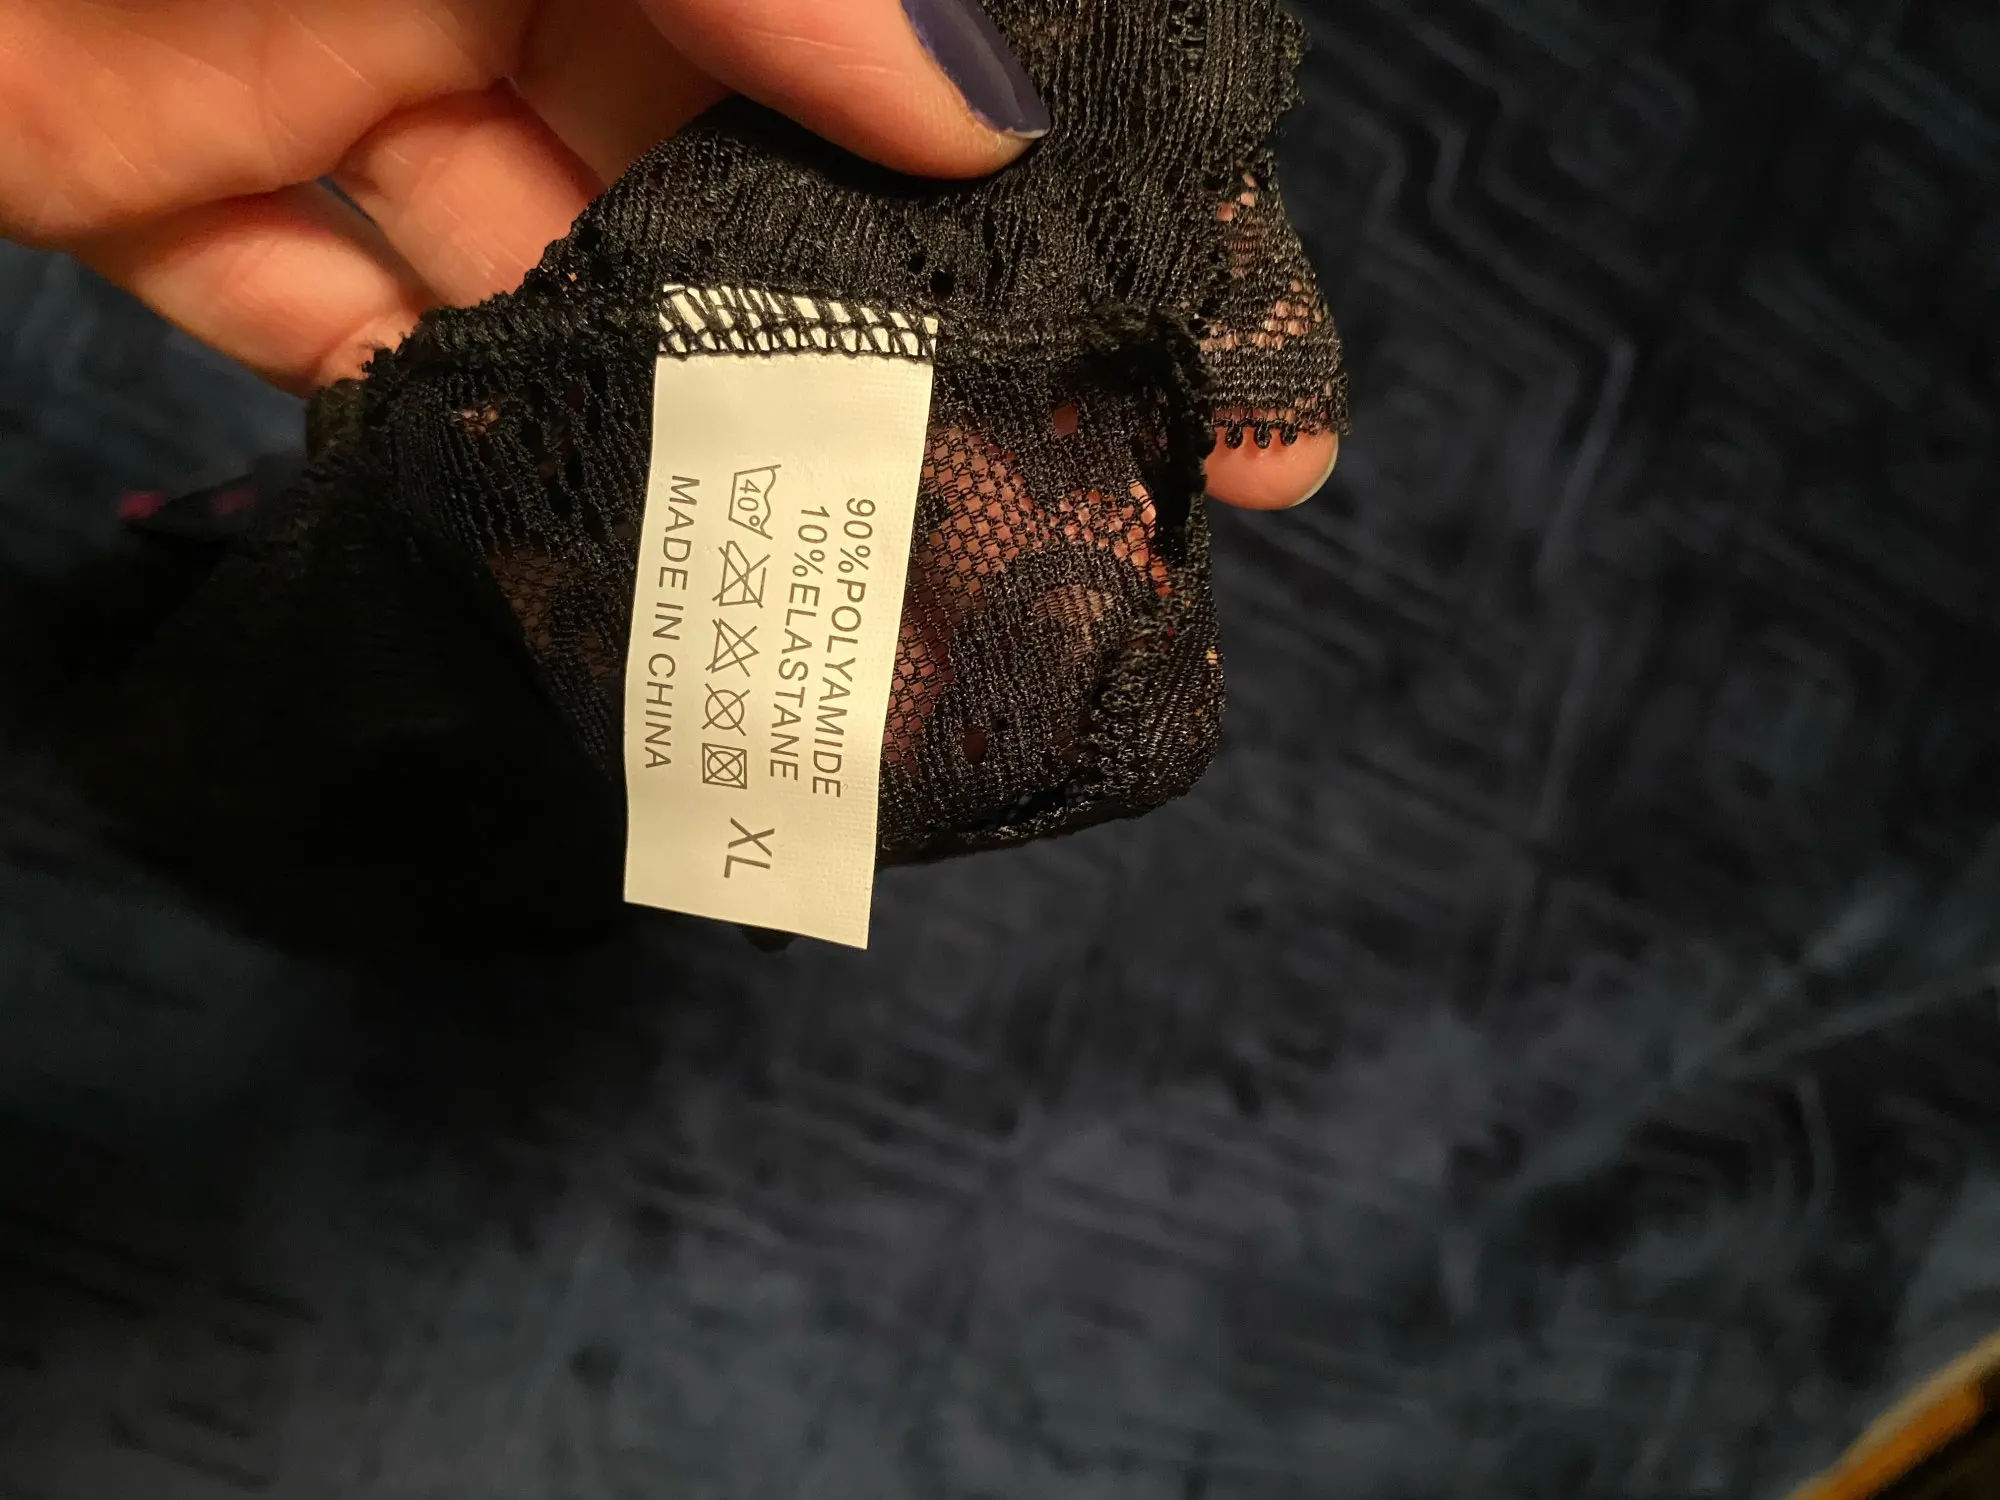 90%POLYAMIDE
10%ELASTANE
40°
XL
MADE IN CHINA